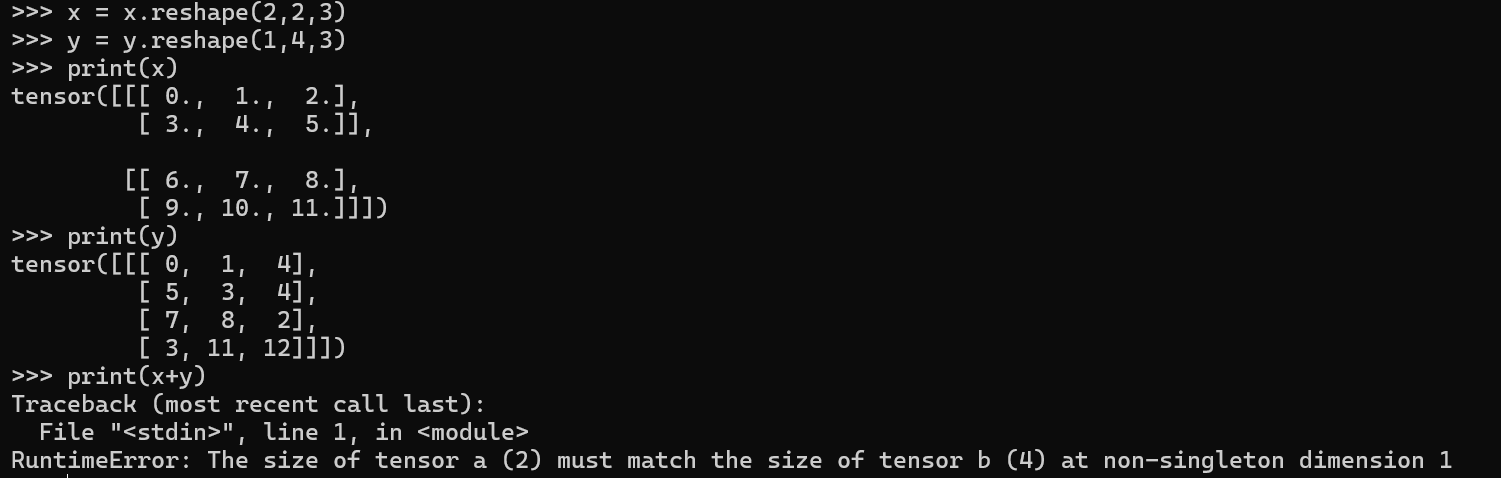 >>> x = x.reshape(2,2,3)
>>> y = y.reshape(1,4,3)
>>> print(x)
tensor([[[ 0.,  1.,  2.],
         [ 3.,  4.,  5.]],

        [[ 6.,  7.,  8.],
         [ 9., 10., 11.]]])
>>> print(y)
tensor([[[ 0,  1,  4],
         [ 5,  3,  4],
         [ 7,  8,  2],
         [ 3, 11, 12]]])
>>> print(x+y)
Traceback (most recent call last):
  File "<stdin>", line 1, in <module>
RuntimeError: The size of tensor a (2) must match the size of tensor b (4) at non-singleton dimension 1